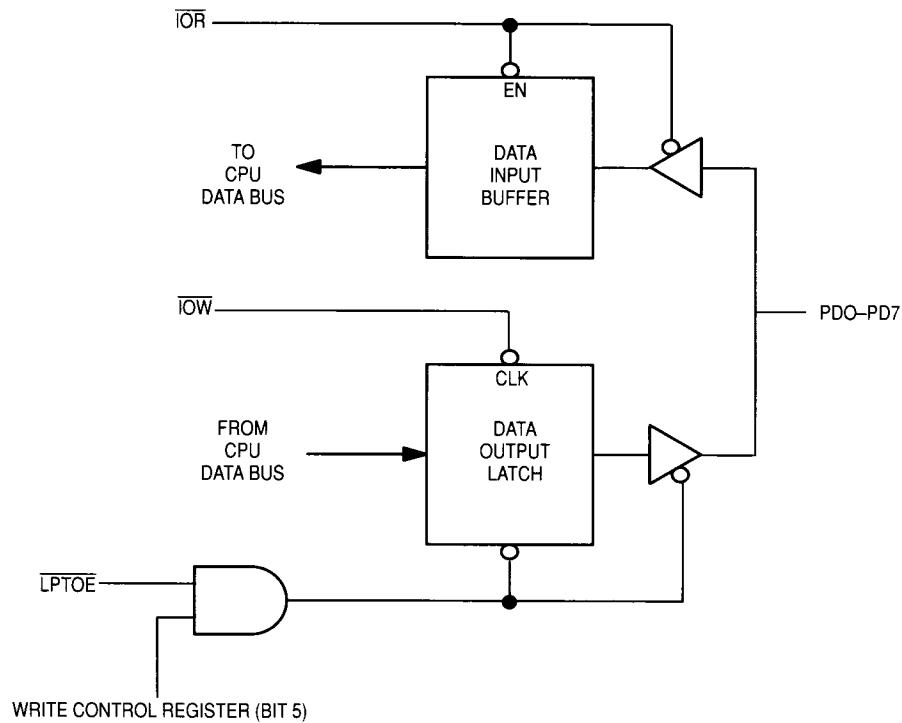 IOR
EN
TO
CPU
DATA BUS
DATA
INPUT
BUFFER
IOW
PDO–PD7
CLK
FROM
CPU
DATA BUS
DATA
OUTPUT
LATCH
LPTOE
WRITE CONTROL REGISTER (BIT 5)